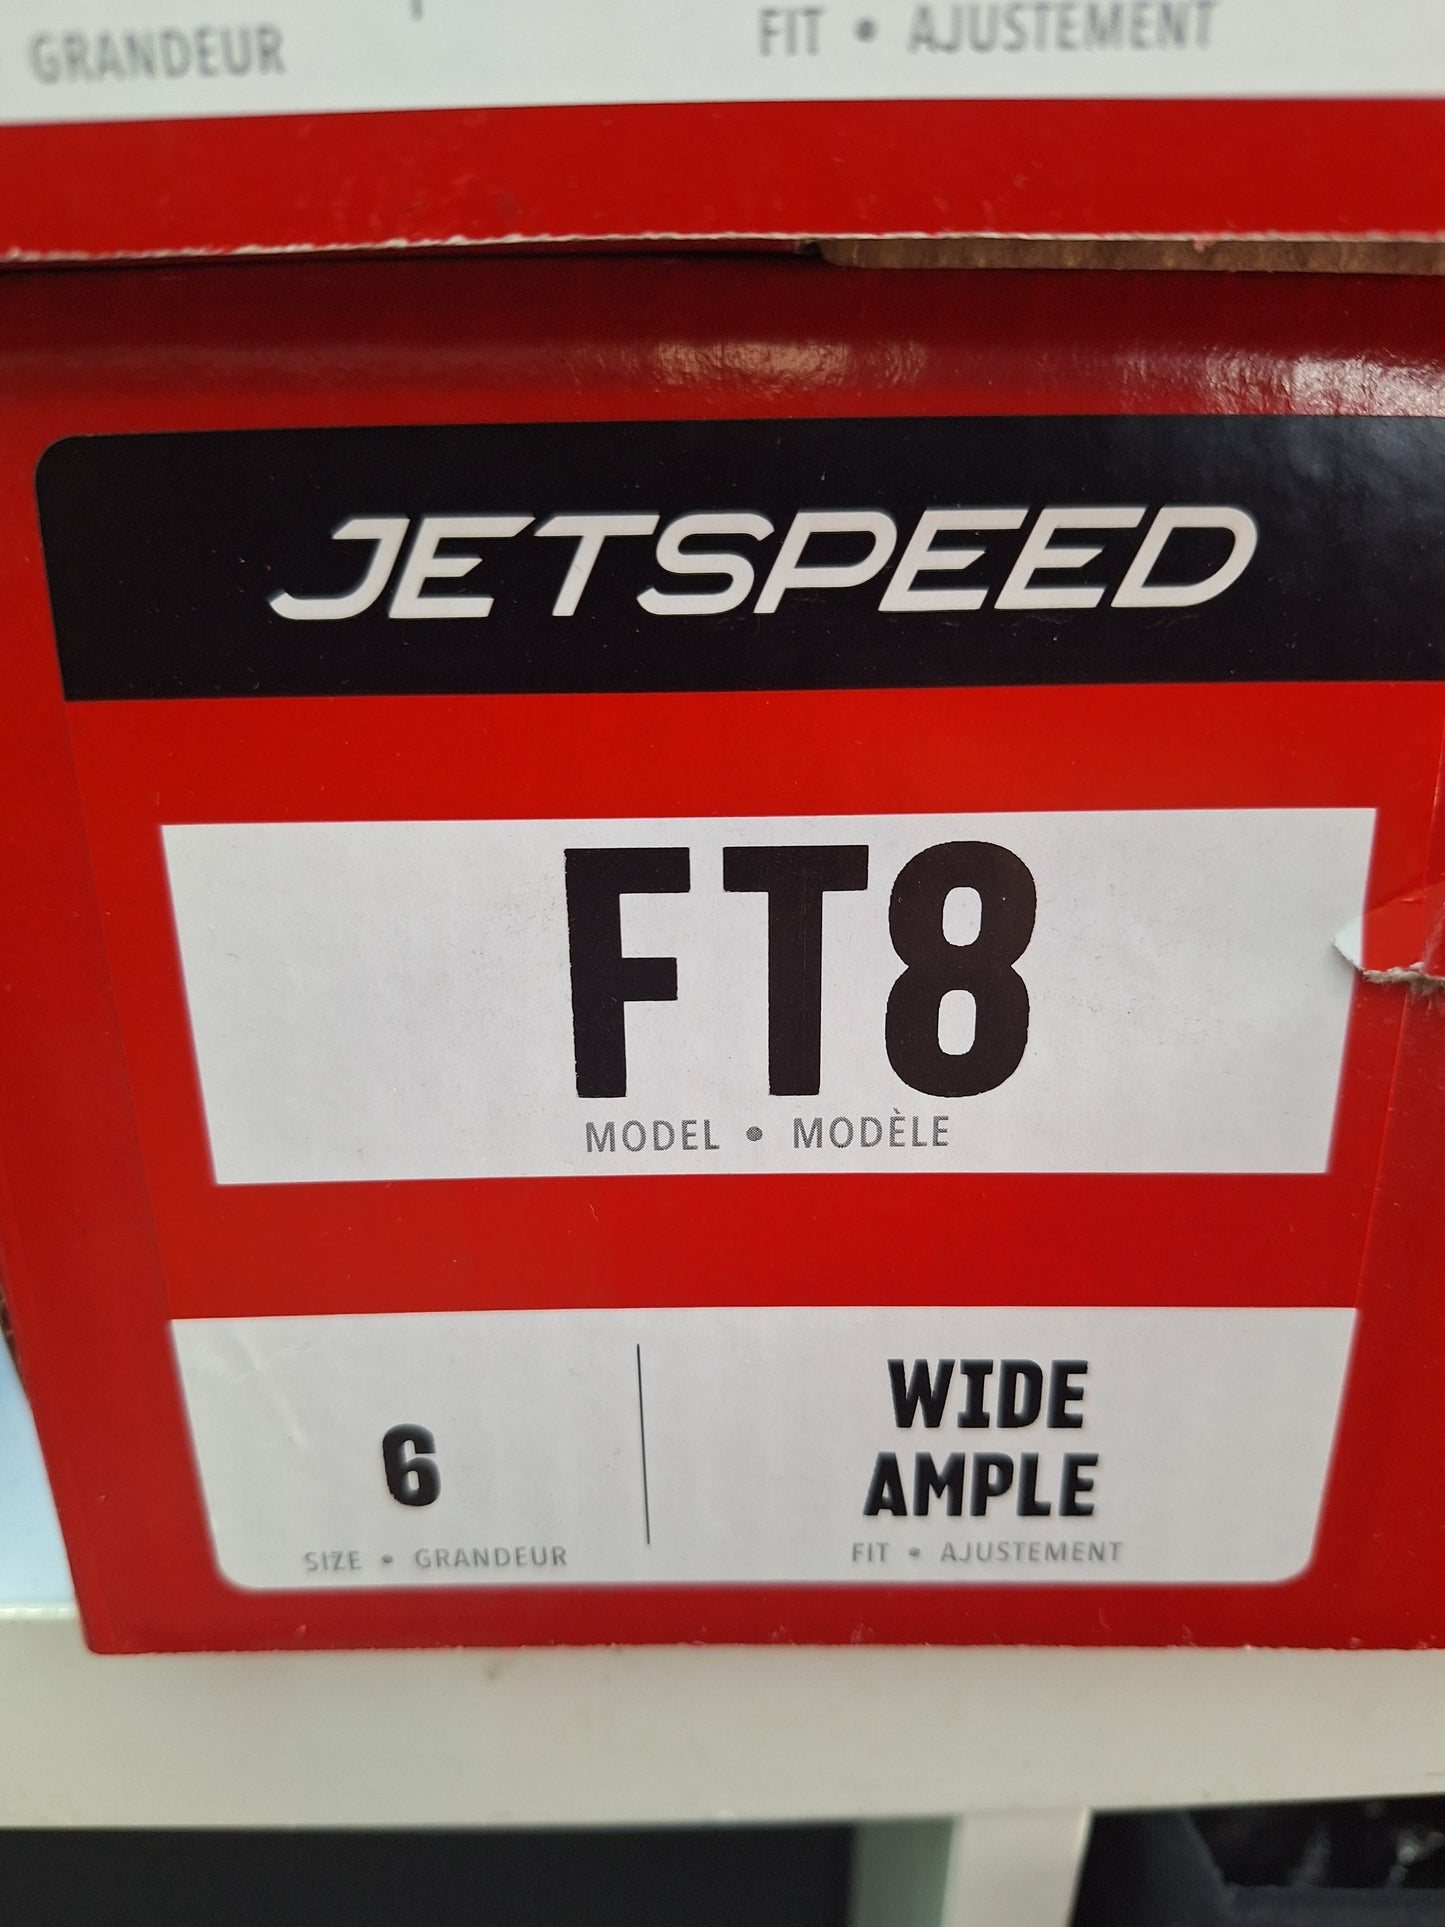 GRANDEUR
FIT • AJUSTEMENT
JETSPEED
FT8
MODEL • MODÈLE
6
SIZE • GRANDEUR
WIDE
AMPLE
FIT • AJUSTEMENT